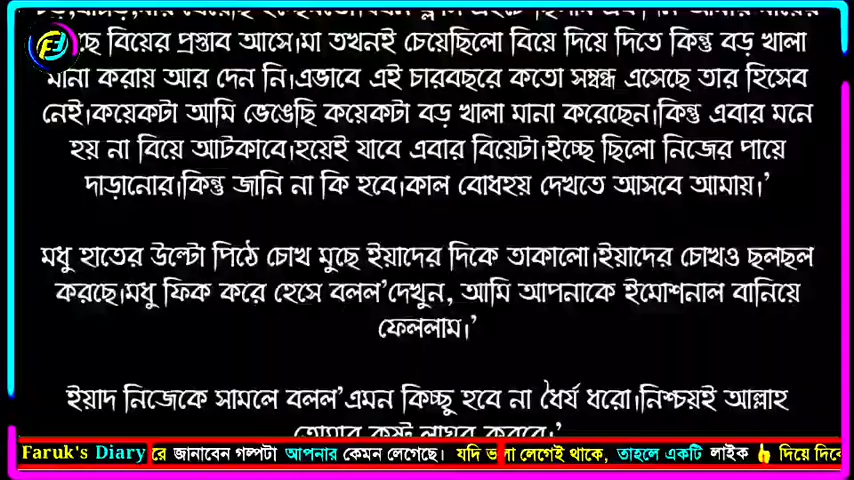 ছে বিয়ের প্রস্তাব আসে।মা তখনই চেয়েছিলো বিয়ে দিয়ে দিতে কিন্তু বড় খালা
মানা করায় আর দেন নি।এভাবে এই চারবছরে কতো সম্বন্ধ এসেছে তার হিসেব
নেই।কয়েকটা আমি ভেঙেছি কয়েকটা বড় খালা মানা করেছেন।কিন্তু এবার মনে
হয় না বিয়ে আটকাবে।হয়েই যাবে এবার বিয়েটা।ইচ্ছে ছিলো নিজের পায়ে
দাড়ানোর।কিন্তু জানি না কি হবে।কাল বোধহয় দেখতে আসবে আমায়।’
মধু হাতের উল্টো পিঠে চোখ মুছে ইয়াদের দিকে তাকালো।ইয়াদের চোখও ছলছল
করছে।মধু ফিক করে হেসে বলল’দেখুন, আমি আপনাকে ইমোশনাল বানিয়ে
ফেললাম।’
ইয়াদ নিজেকে সামলে বলল’এমন কিচ্ছু হবে না ধৈর্য ধরো।নিশ্চয়ই আল্লাহ
তোমার কষ্ট লাঘব করবে।’
Faruk's Diary রে জানাবেন গল্পটা আপনার কেমন লেগেছে। যদি ভালা লেগেই থাকে, তাহলে একটি লাইক 👆 দিয়ে দিবে